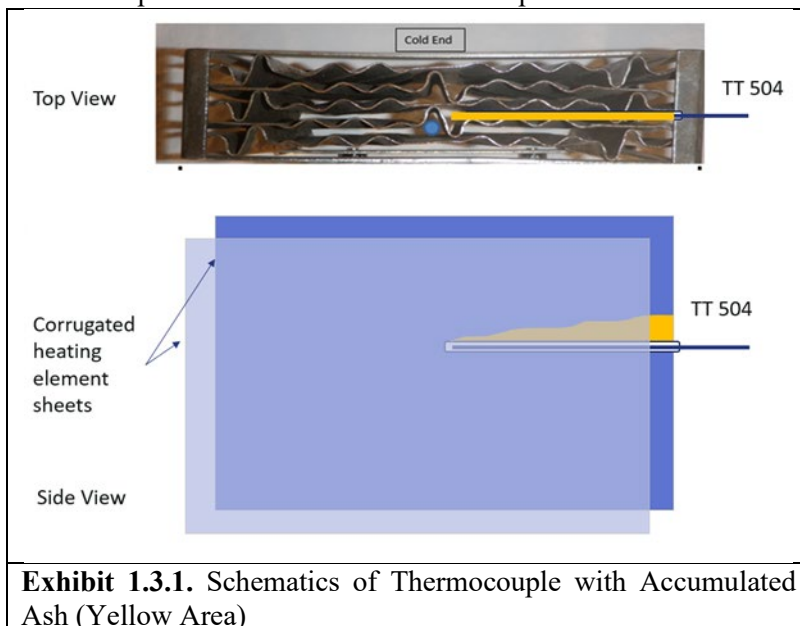 Cold End
Top View
TT 504
TT 504
Corrugated
heating
element
sheets
Side View
Exhibit 1.3.1. Schematics of Thermocouple with Accumulated
Ash (Yellow Area)